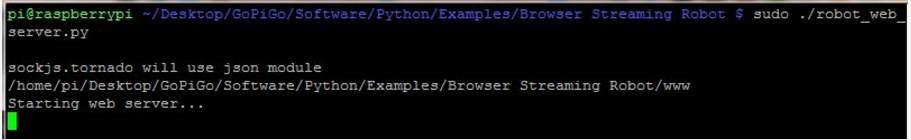 pi@raspberrypi ~/Desktop/GoPiGo/Software/Python/Examples/Browser Streaming Robot $ sudo ./robot_web_
server.py
sockjs.tornado will use json module
/home/pi/Desktop/GoPiGo/Software/Python/Examples/Browser Streaming Robot/www
Starting web server...